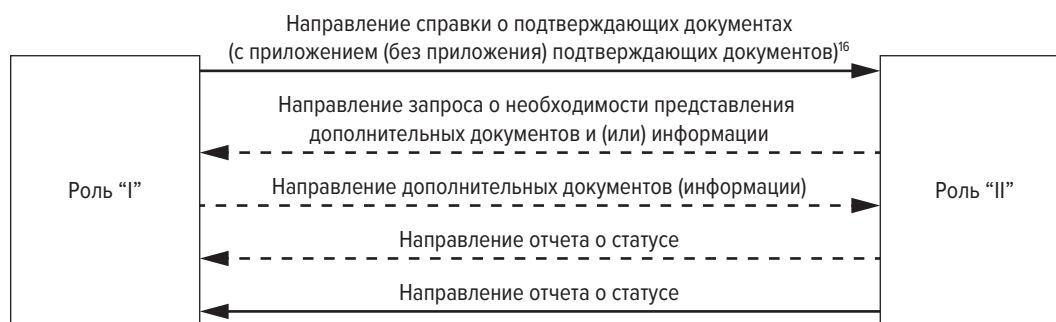 Направление справки о подтверждающих документах
(с приложением (без приложения) подтверждающих документов)¹⁶
Направление запроса о необходимости представления
дополнительных документов и (или) информации
Роль “I”
Направление дополнительных документов (информации)
Роль “II”
Направление отчета о статусе
Направление отчета о статусе